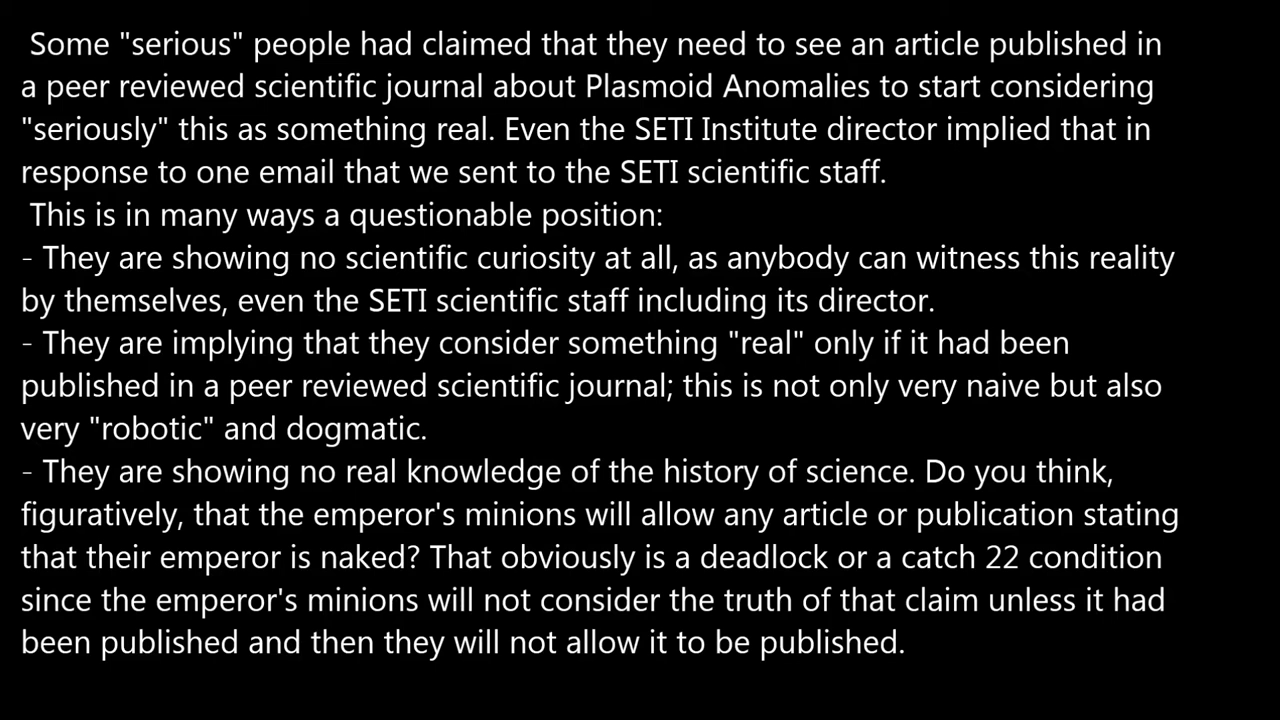 Some "serious" people had claimed that they need to see an article published in
a peer reviewed scientific journal about Plasmoid Anomalies to start considering
"seriously" this as something real. Even the SETI Institute director implied that in
response to one email that we sent to the SETI scientific staff.
This is in many ways a questionable position:
- They are showing no scientific curiosity at all, as anybody can witness this reality
by themselves, even the SETI scientific staff including its director.
- They are implying that they consider something "real" only if it had been
published in a peer reviewed scientific journal; this is not only very naive but also
very "robotic" and dogmatic.
- They are showing no real knowledge of the history of science. Do you think,
figuratively, that the emperor's minions will allow any article or publication stating
that their emperor is naked? That obviously is a deadlock or a catch 22 condition
since the emperor's minions will not consider the truth of that claim unless it had
been published and then they will not allow it to be published.